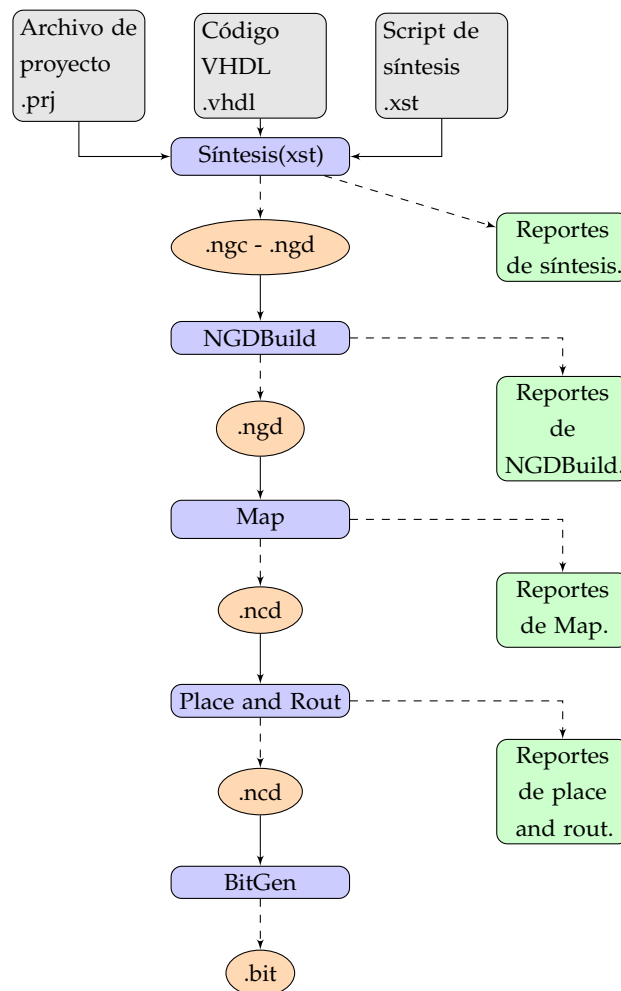 Archivo de
proyecto
.prj
Código
VHDL
.vhdl
Script de
síntesis
.xst
Síntesis(xst)
.ngc - .ngd
Reportes
de síntesis.
NGDBuild
Reportes
de
NGDBuild.
.ngd
Map
Reportes
de Map.
.ncd
Place and Rout
Reportes
de place
and rout.
.ncd
BitGen
.bit